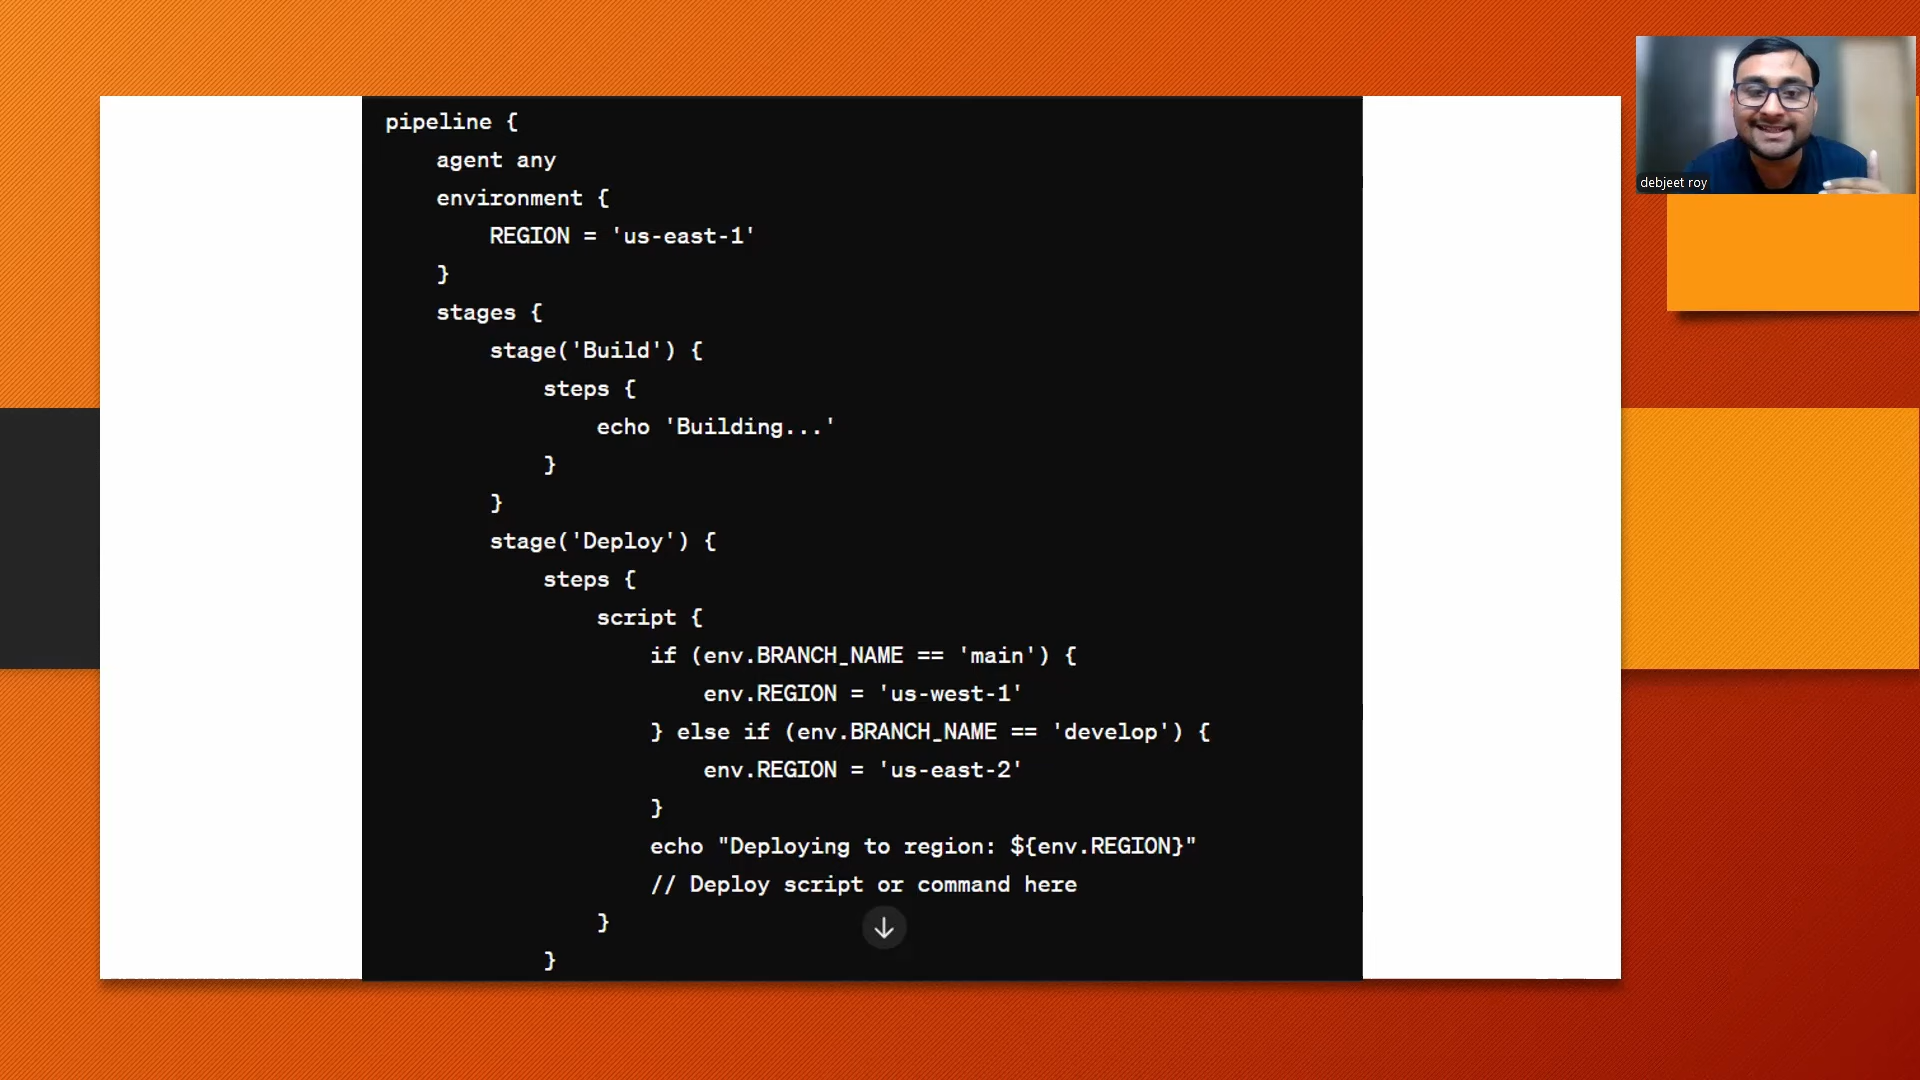 pipeline {
    agent any
    environment {
        REGION = 'us-east-1'
    }
    stages {
        stage('Build') {
            steps {
                echo 'Building...'
            }
        }
        stage('Deploy') {
            steps {
                script {
                    if (env.BRANCH_NAME == 'main') {
                        env.REGION = 'us-west-1'
                    } else if (env.BRANCH_NAME == 'develop') {
                        env.REGION = 'us-east-2'
                    }
                    echo "Deploying to region: ${env.REGION}"
                    // Deploy script or command here
                }
            }
debjeet roy